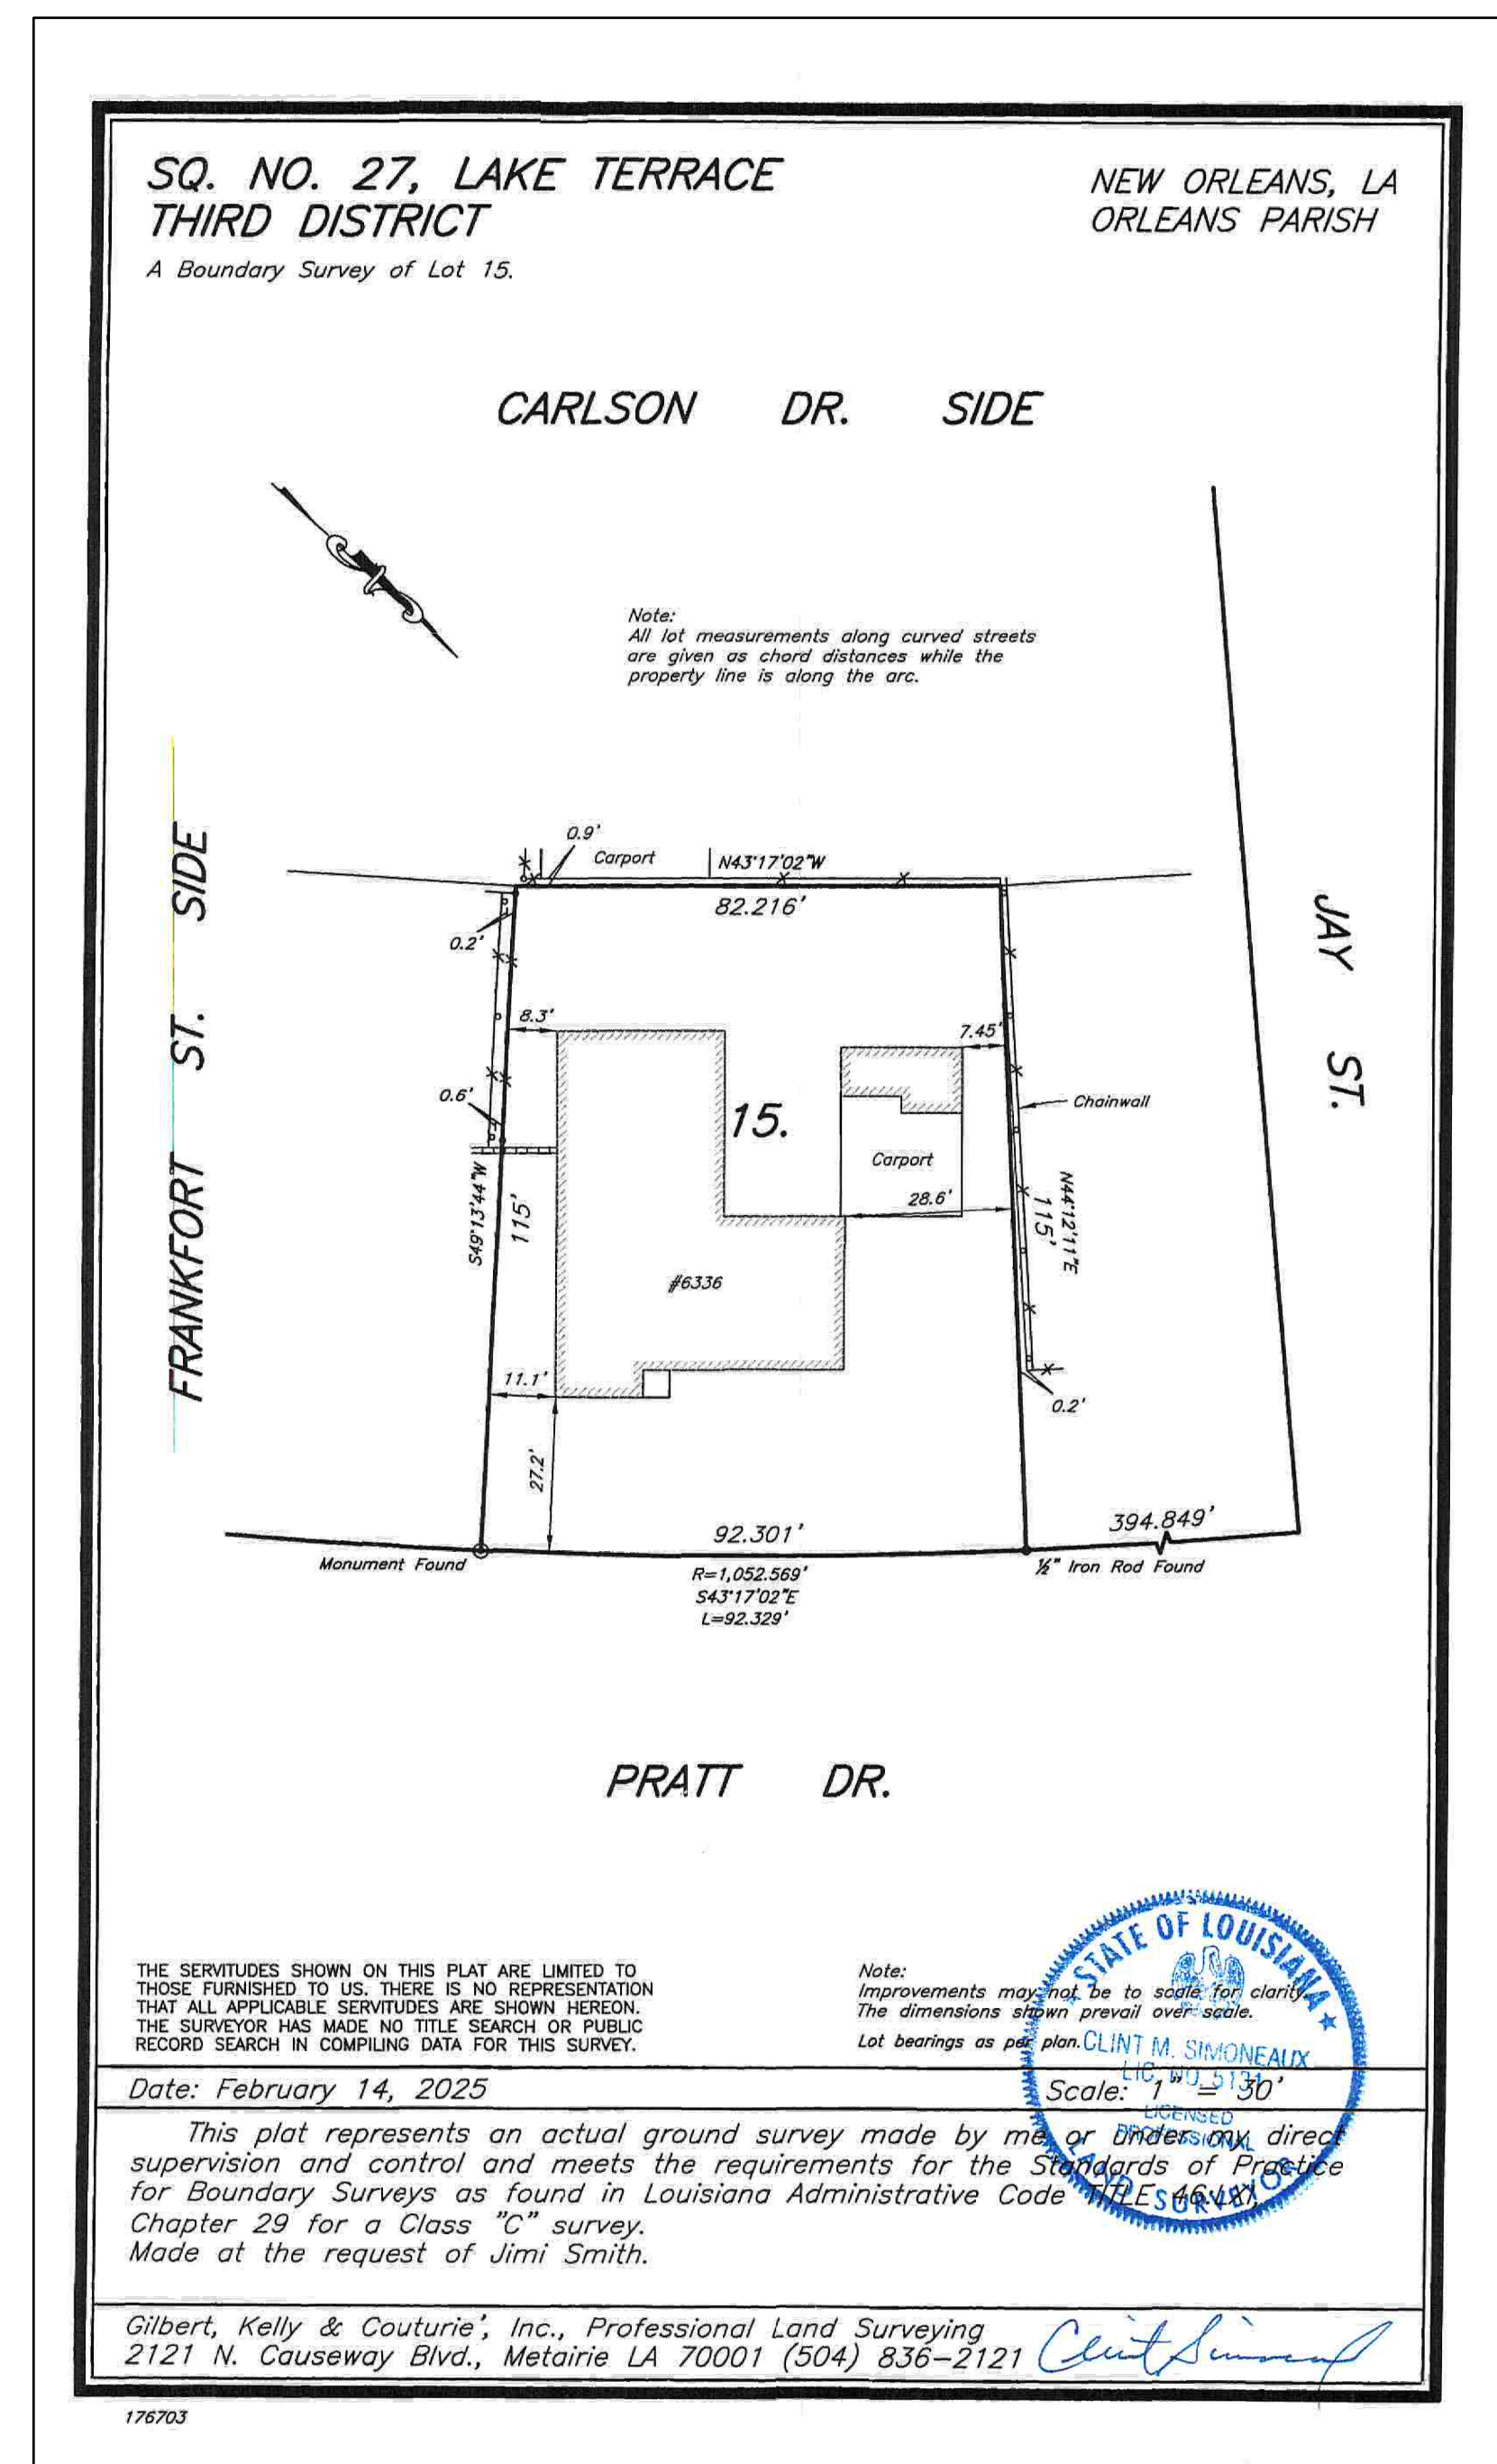 SQ. NO. 27, LAKE TERRACE
THIRD DISTRICT
A Boundary Survey of Lot 15.
NEW ORLEANS, LA
ORLEANS PARISH
CARLSON DR. SIDE
Note:
All lot measurements along curved streets
are given as chord distances while the
property line is along the arc.
FRANKFORT ST. SIDE
JAY ST.
0.9'
Carport
N43°17'02"W
82.216'
0.2'
8.3'
7.45'
0.6'
15.
Chainwall
Carport
28.6'
S49°13'44"W
115'
N44°12'11"E
115'
#6336
11.1'
0.2'
27.2'
92.301'
394.849'
Monument Found
½" Iron Rod Found
R=1,052.569'
S43°17'02"E
L=92.329'
PRATT DR.
THE SERVITUDES SHOWN ON THIS PLAT ARE LIMITED TO
THOSE FURNISHED TO US. THERE IS NO REPRESENTATION
THAT ALL APPLICABLE SERVITUDES ARE SHOWN HEREON.
THE SURVEYOR HAS MADE NO TITLE SEARCH OR PUBLIC
RECORD SEARCH IN COMPILING DATA FOR THIS SURVEY.
Note:
Improvements may not be to scale for clarity.
The dimensions shown prevail over scale.
Lot bearings as per plan.
STATE OF LOUISIANA
CLINT M. SIMONEAUX
LIC. NO. 5131
LICENSED
PROFESSIONAL
LAND SURVEYOR
Date: February 14, 2025
Scale: 1" = 30'
This plat represents an actual ground survey made by me or under my direct
supervision and control and meets the requirements for the Standards of Practice
for Boundary Surveys as found in Louisiana Administrative Code TITLE 46:LXI,
Chapter 29 for a Class "C" survey.
Made at the request of Jimi Smith.
Gilbert, Kelly & Couturie', Inc., Professional Land Surveying
2121 N. Causeway Blvd., Metairie LA 70001 (504) 836-2121
176703